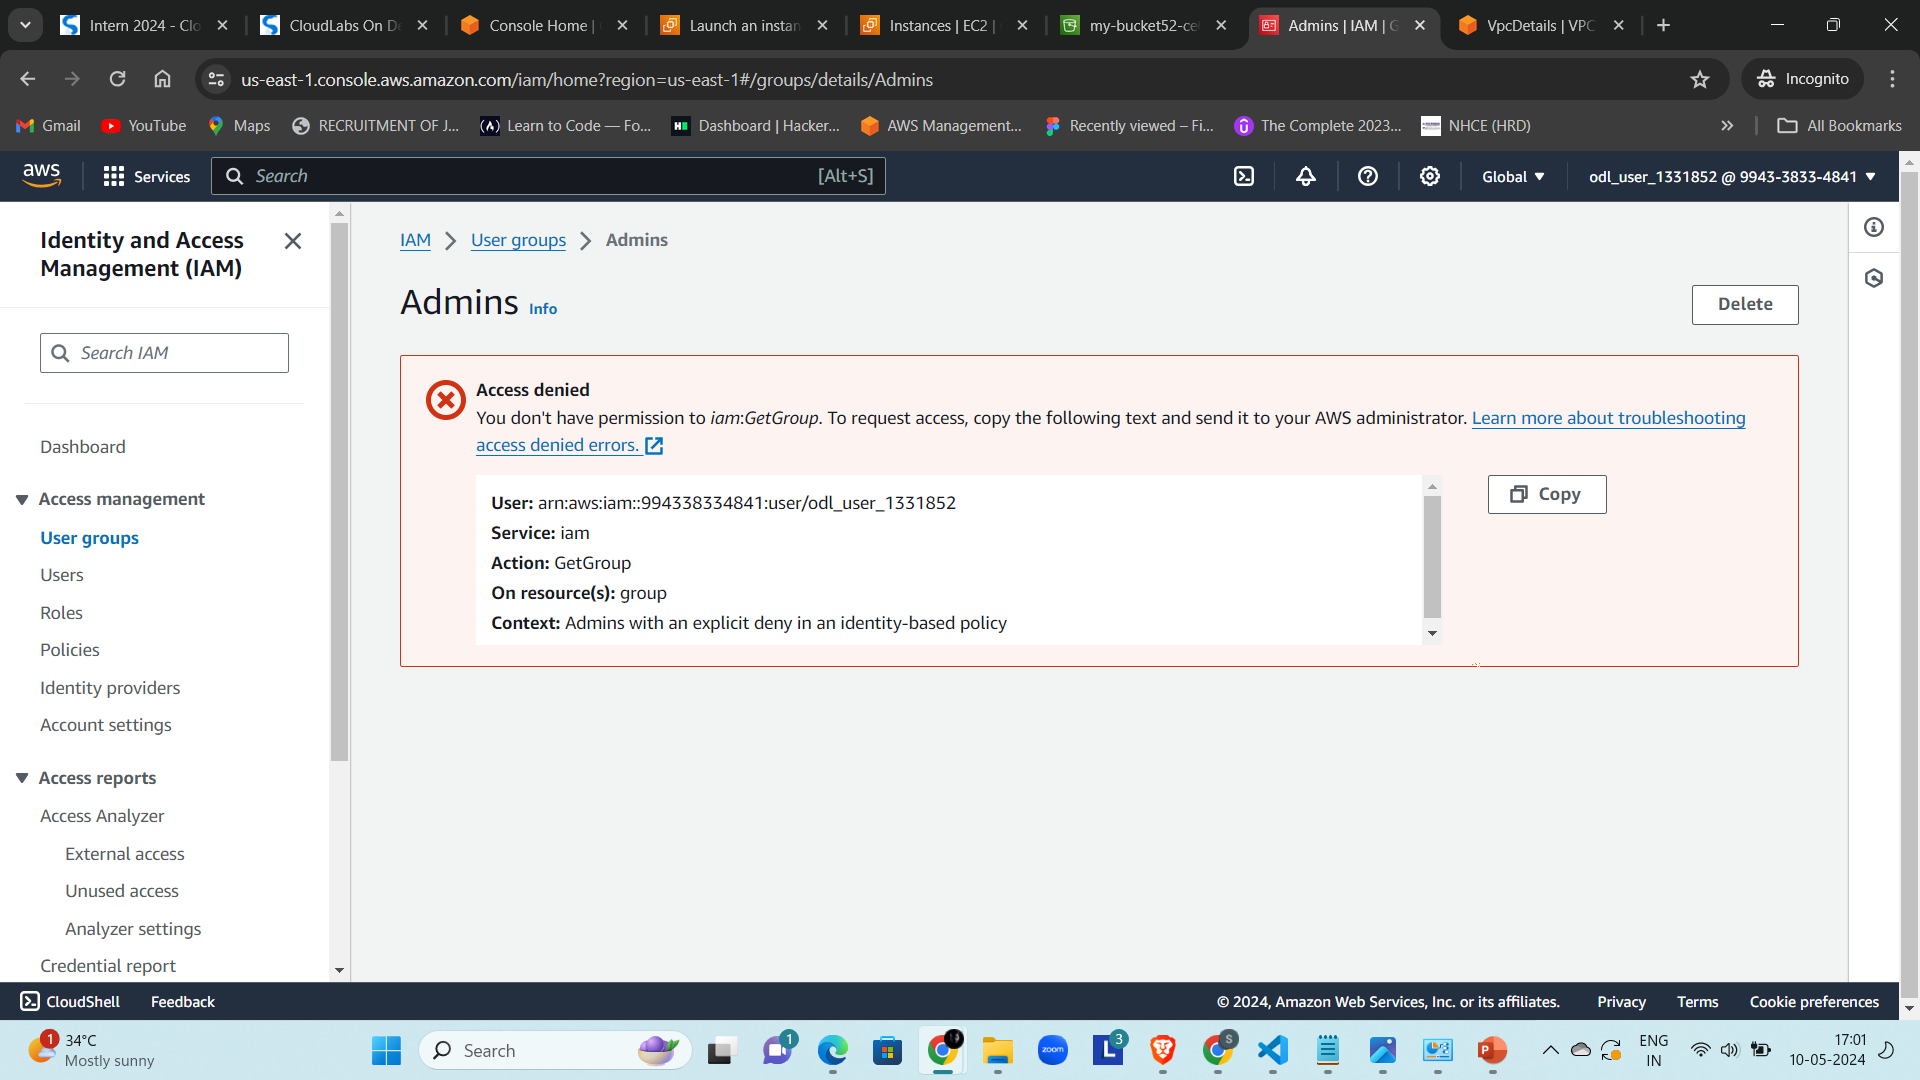 Intern 2024 - Clo
CloudLabs On De
Console Home |
Launch an instan
Instances | EC2 |
my-bucket52-ce
Admins | IAM | G
VpcDetails | VPC
us-east-1.console.aws.amazon.com/iam/home?region=us-east-1#/groups/details/Admins
Incognito
Gmail
YouTube
Maps
RECRUITMENT OF J...
Learn to Code — Fo...
Dashboard | Hacker...
AWS Management...
Recently viewed – Fi...
The Complete 2023...
NHCE (HRD)
All Bookmarks
aws
Services
Search
[Alt+S]
Global
odl_user_1331852 @ 9943-3833-4841
Identity and Access
Management (IAM)
Search IAM
Dashboard
Access management
User groups
Users
Roles
Policies
Identity providers
Account settings
Access reports
Access Analyzer
External access
Unused access
Analyzer settings
Credential report
IAM
User groups
Admins
Admins Info
Delete
Access denied
You don't have permission to iam:GetGroup. To request access, copy the following text and send it to your AWS administrator. Learn more about troubleshooting
access denied errors.
User: arn:aws:iam::994338334841:user/odl_user_1331852
Service: iam
Action: GetGroup
On resource(s): group
Context: Admins with an explicit deny in an identity-based policy
Copy
CloudShell
Feedback
© 2024, Amazon Web Services, Inc. or its affiliates.
Privacy
Terms
Cookie preferences
1
34°C
Mostly sunny
Search
1
zoom
L
3
S
P
ENG
IN
17:01
10-05-2024